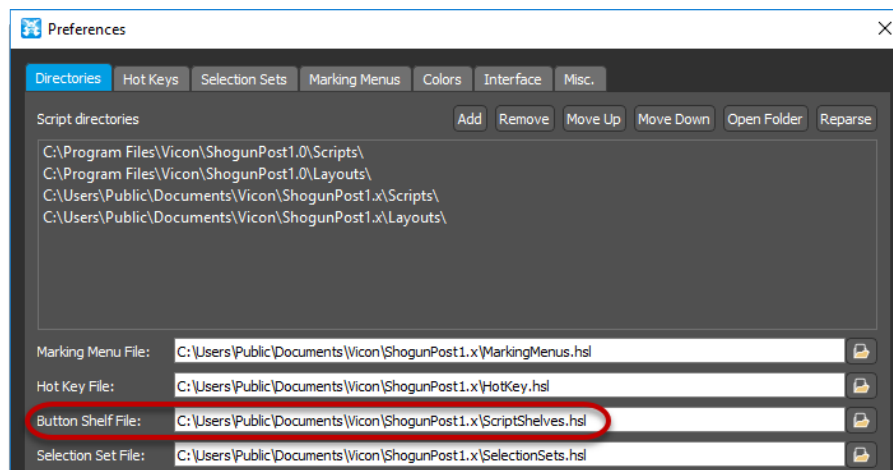 Preferences
Directories Hot Keys Selection Sets Marking Menus Colors Interface Misc.
Script directories Add Remove Move Up Move Down Open Folder Reparse
C:\Program Files\Vicon\ShogunPost1.0\Scripts\
C:\Program Files\Vicon\ShogunPost1.0\Layouts\
C:\Users\Public\Documents\Vicon\ShogunPost1.x\Scripts\
C:\Users\Public\Documents\Vicon\ShogunPost1.x\Layouts\
Marking Menu File: C:\Users\Public\Documents\Vicon\ShogunPost1.x\MarkingMenus.hsl
Hot Key File: C:\Users\Public\Documents\Vicon\ShogunPost1.x\HotKey.hsl
Button Shelf File: C:\Users\Public\Documents\Vicon\ShogunPost1.x\ScriptShelves.hsl
Selection Set File: C:\Users\Public\Documents\Vicon\ShogunPost1.x\SelectionSets.hsl